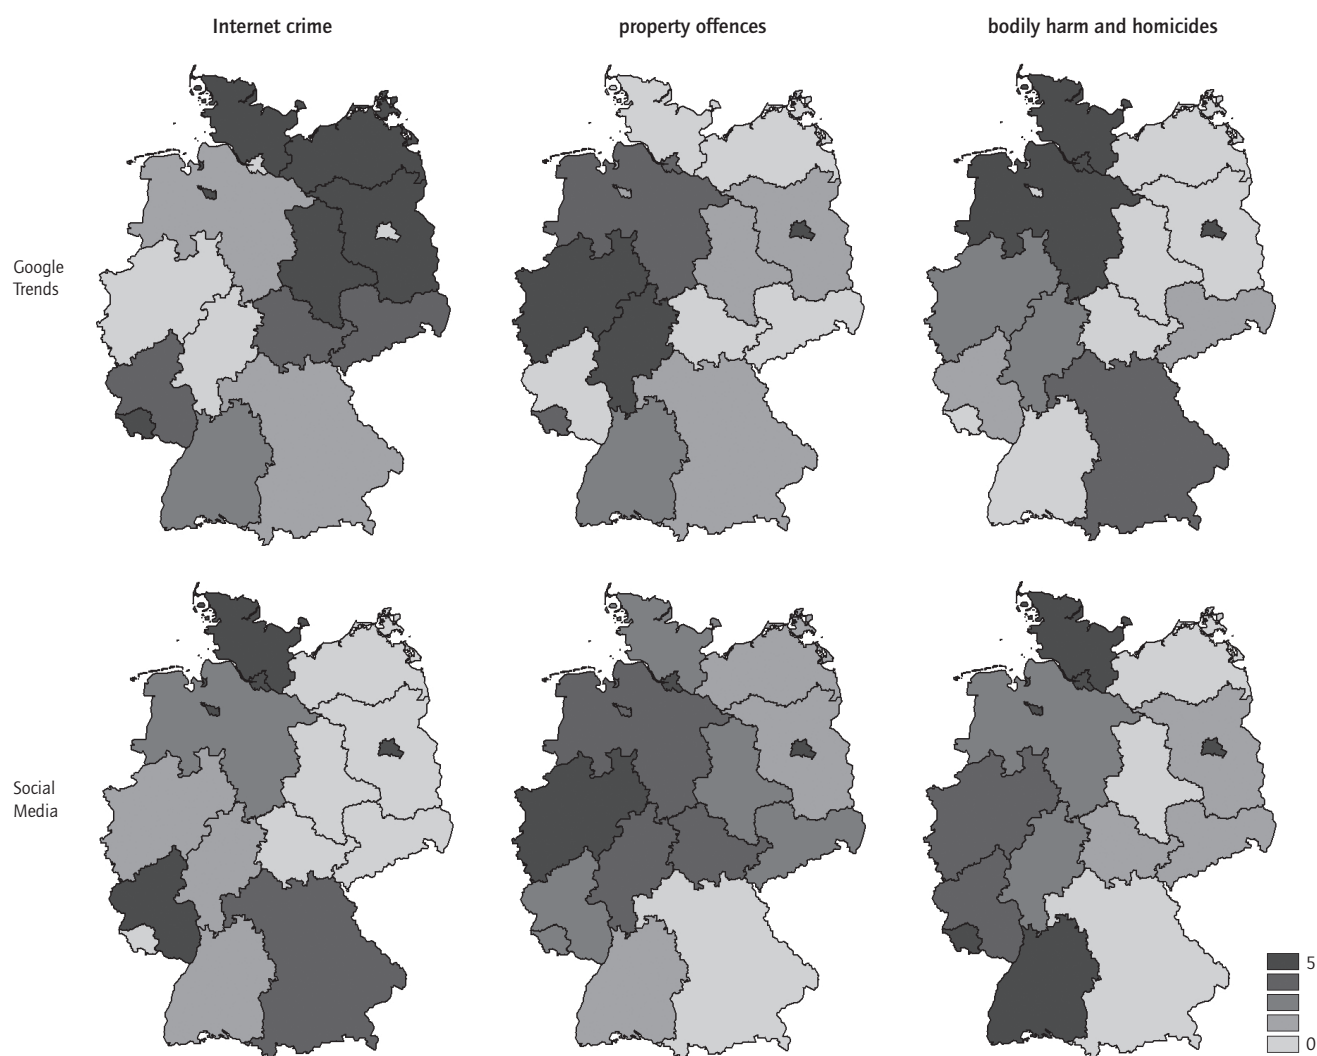 Internet crime
property offences
bodily harm and homicides
Google
Trends
Social
Media
5
0